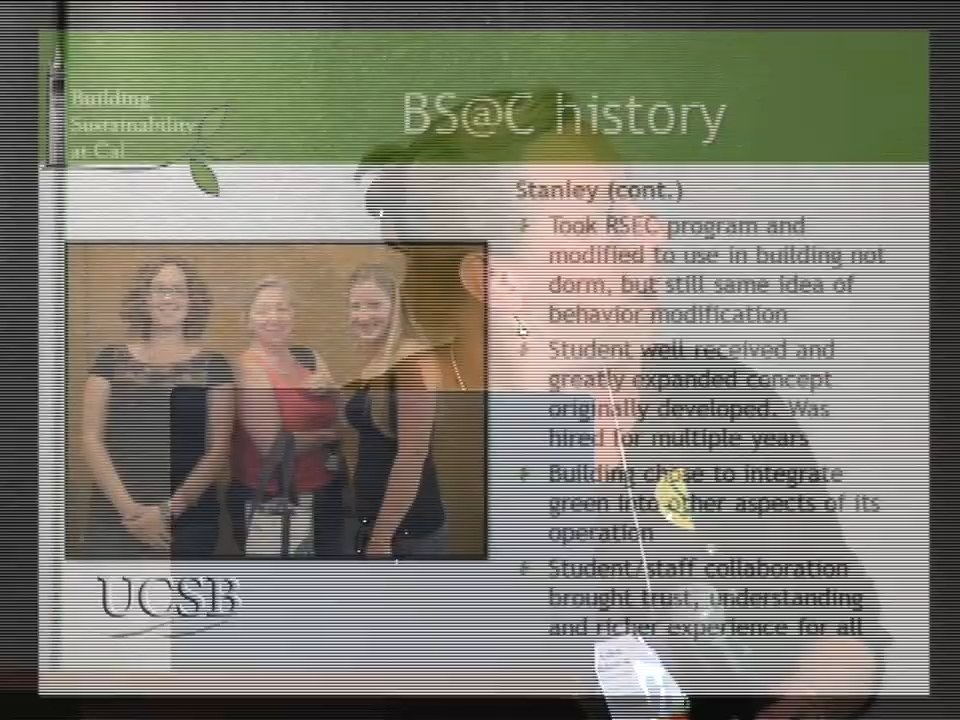 Building
Sustainability
at Cal
BS@C history
Stanley (cont.)
Took RSEC program and
modified to use in building not
dorm, but still same idea of
behavior modification
Student well received and
greatly expanded concept
originally developed. Was
hired for multiple years
Building chose to integrate
green into other aspects of its
operation
Student/staff collaboration
brought trust, understanding
and richer experience for all
UCSB